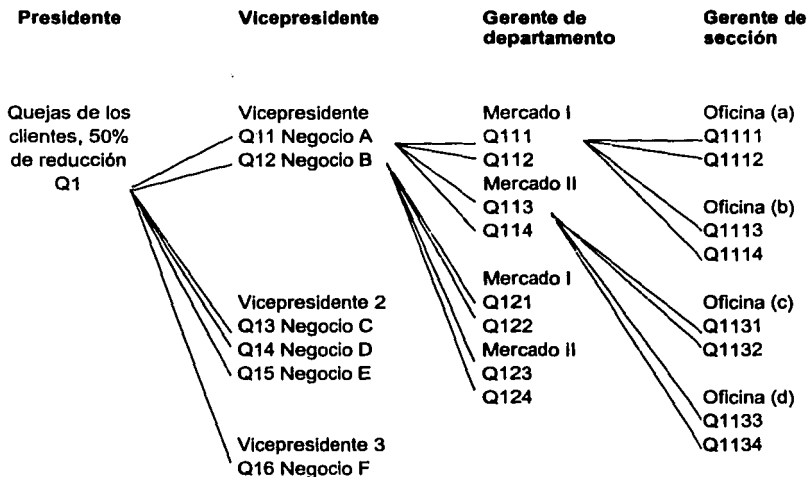 Presidente
Vicepresidente
Gerente de
departamento
Gerente de
sección
Quejas de los
clientes, 50%
de reducción
Q1
Vicepresidente
Q11 Negocio A
Q12 Negocio B
Vicepresidente 2
Q13 Negocio C
Q14 Negocio D
Q15 Negocio E
Vicepresidente 3
Q16 Negocio F
Mercado I
Q111
Q112
Mercado II
Q113
Q114
Mercado I
Q121
Q122
Mercado II
Q123
Q124
Oficina (a)
Q1111
Q1112
Oficina (b)
Q1113
Q1114
Oficina (c)
Q1131
Q1132
Oficina (d)
Q1133
Q1134